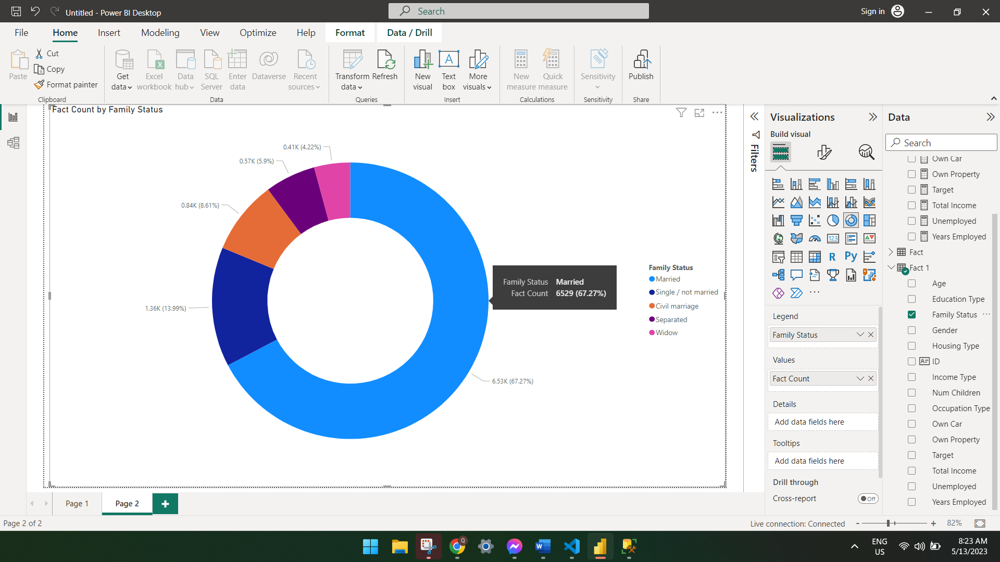 Untitled - Power BI Desktop
Search
Sign in
File
Home
Insert
Modeling
View
Optimize
Help
Format
Data / Drill
Paste
Cut
Copy
Format painter
Clipboard
Get data
Excel workbook
Data hub
SQL Server
Enter data
Dataverse
Recent sources
Data
Transform data
Refresh
Queries
New visual
Text box
More visuals
Insert
New measure
Quick measure
Calculations
Sensitivity
Sensitivity
Publish
Share
Fact Count by Family Status
0.41K (4.22%)
0.57K (5.9%)
0.84K (8.61%)
1.36K (13.99%)
6.53K (67.27%)
Family Status Married
Fact Count 6529 (67.27%)
Family Status
Married
Single / not married
Civil marriage
Separated
Widow
Filters
Visualizations
Build visual
123
R
Py
Legend
Family Status
Values
Fact Count
Details
Add data fields here
Tooltips
Add data fields here
Drill through
Cross-report
Off
Data
Search
Own Car
Own Property
Target
Total Income
Unemployed
Years Employed
Fact
Fact 1
Age
Education Type
Family Status
Gender
Housing Type
ID
Income Type
Num Children
Occupation Type
Own Car
Own Property
Target
Total Income
Unemployed
Years Employed
Page 1
Page 2
Page 2 of 2
Live connection: Connected
- + 82%
ENG
US
8:23 AM
5/13/2023